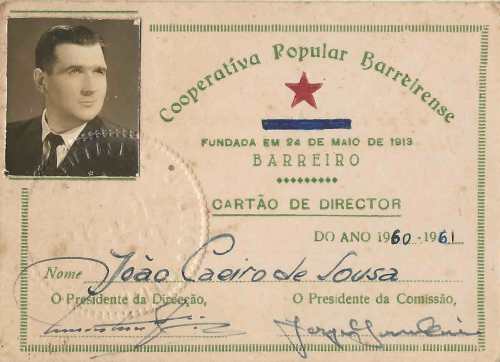 Cooperativa Popular Barreirense
FUNDADA EM 24 DE MAIO DE 1913
BARREIRO
CARTÃO DE DIRECTOR
DO ANO 1960-1961
Nome João Caeiro de Sousa
O Presidente da Direcção, O Presidente da Comissão,